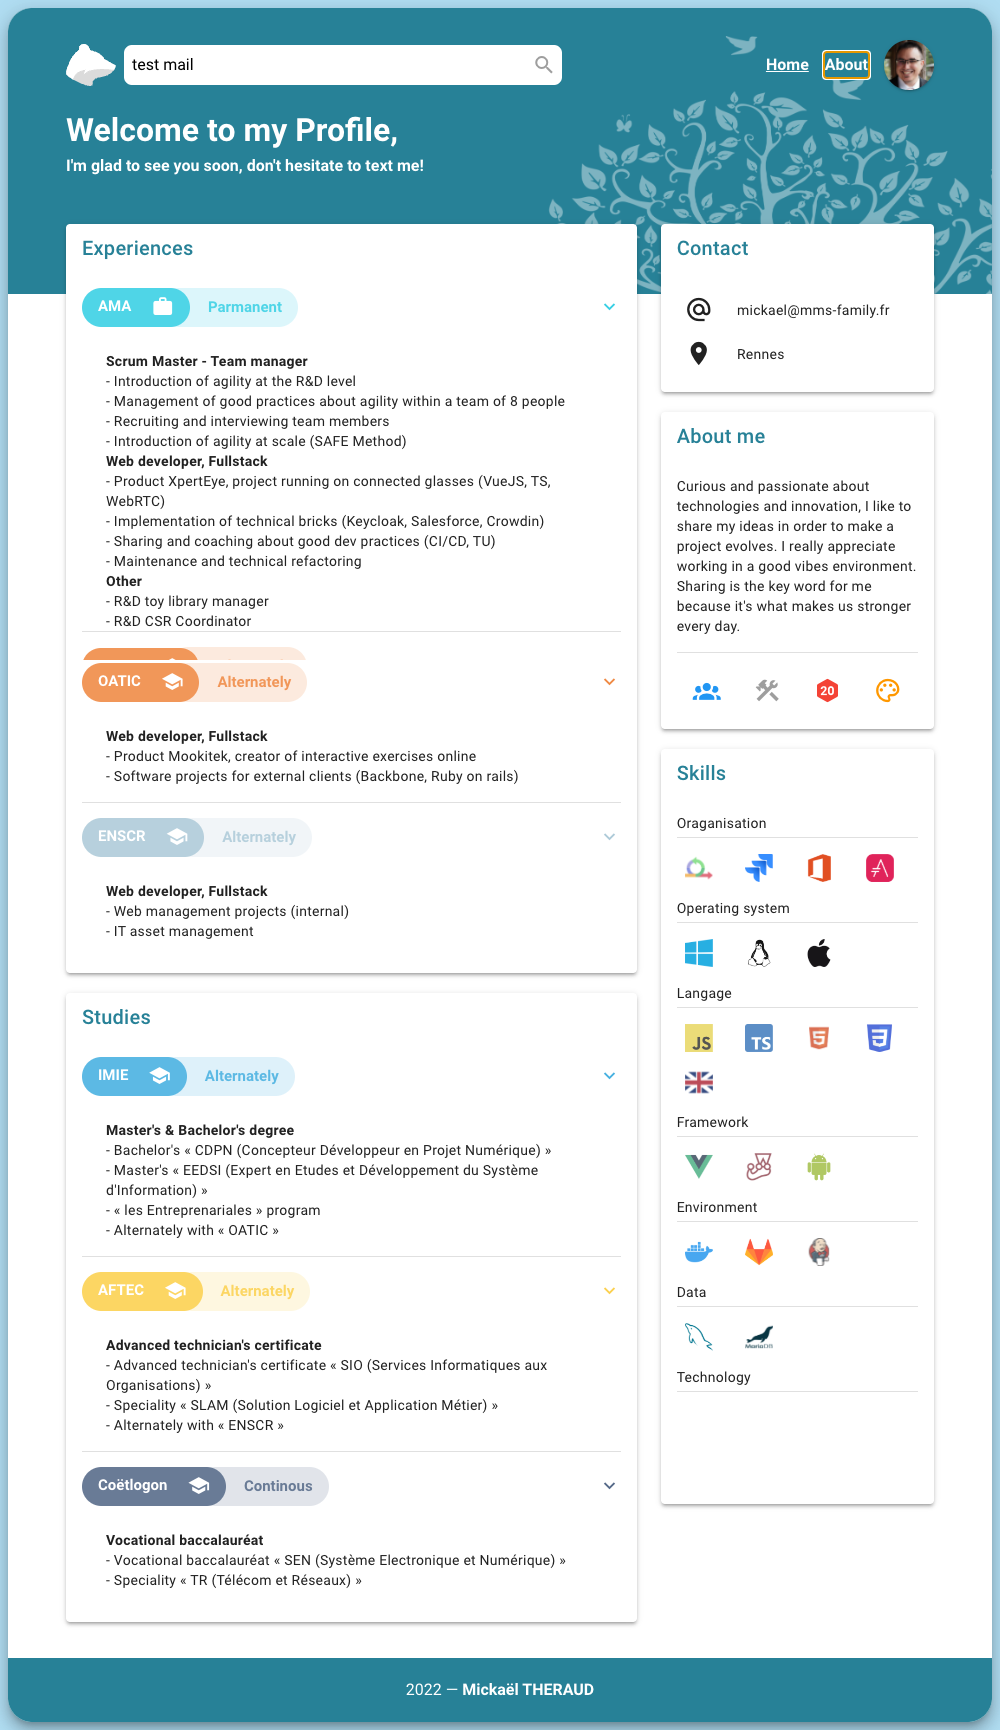 test mail
Home
About
Welcome to my Profile,
I'm glad to see you soon, don't hesitate to text me!
Experiences
AMA
Parmanent
Scrum Master - Team manager
- Introduction of agility at the R&D level
- Management of good practices about agility within a team of 8 people
- Recruiting and interviewing team members
- Introduction of agility at scale (SAFE Method)
Web developer, Fullstack
- Product XpertEye, project running on connected glasses (VueJS, TS,
WebRTC)
- Implementation of technical bricks (Keycloak, Salesforce, Crowdin)
- Sharing and coaching about good dev practices (CI/CD, TU)
- Maintenance and technical refactoring
Other
- R&D toy library manager
- R&D CSR Coordinator
OATIC
Alternately
Web developer, Fullstack
- Product Mookitek, creator of interactive exercises online
- Software projects for external clients (Backbone, Ruby on rails)
ENSCR
Alternately
Web developer, Fullstack
- Web management projects (internal)
- IT asset management
Studies
IMIE
Alternately
Master's & Bachelor's degree
- Bachelor's « CDPN (Concepteur Développeur en Projet Numérique) »
- Master's « EEDSI (Expert en Etudes et Développement du Système
d'Information) »
- « les Entreprenariales » program
- Alternately with « OATIC »
AFTEC
Alternately
Advanced technician's certificate
- Advanced technician's certificate « SIO (Services Informatiques aux
Organisations) »
- Speciality « SLAM (Solution Logiciel et Application Métier) »
- Alternately with « ENSCR »
Coëtlogon
Continous
Vocational baccalauréat
- Vocational baccalauréat « SEN (Système Electronique et Numérique) »
- Speciality « TR (Télécom et Réseaux) »
Contact
mickael@mms-family.fr
Rennes
About me
Curious and passionate about
technologies and innovation, I like to
share my ideas in order to make a
project evolves. I really appreciate
working in a good vibes environment.
Sharing is the key word for me
because it's what makes us stronger
every day.
20
Skills
Oraganisation
Operating system
Langage
JS
TS
5
3
Framework
Environment
Data
MariaDB
Technology
2022 — Mickaël THERAUD